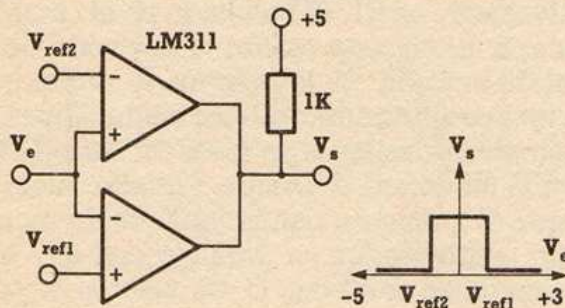 +5
LM311
V_ref2
-
1K
+
V_e
V_s
-
V_ref1
+
V_s
V_e
-5 V_ref2 V_ref1 +3